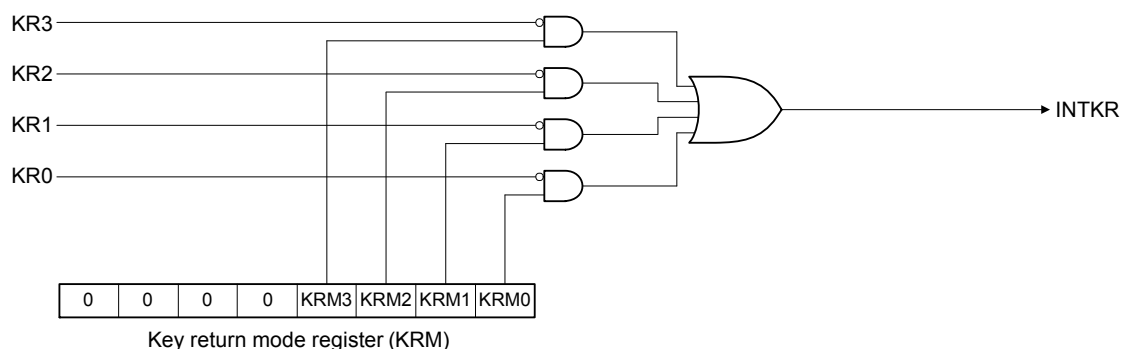 KR3
KR2
KR1
KR0
INTKR
0 0 0 0 KRM3 KRM2 KRM1 KRM0
Key return mode register (KRM)